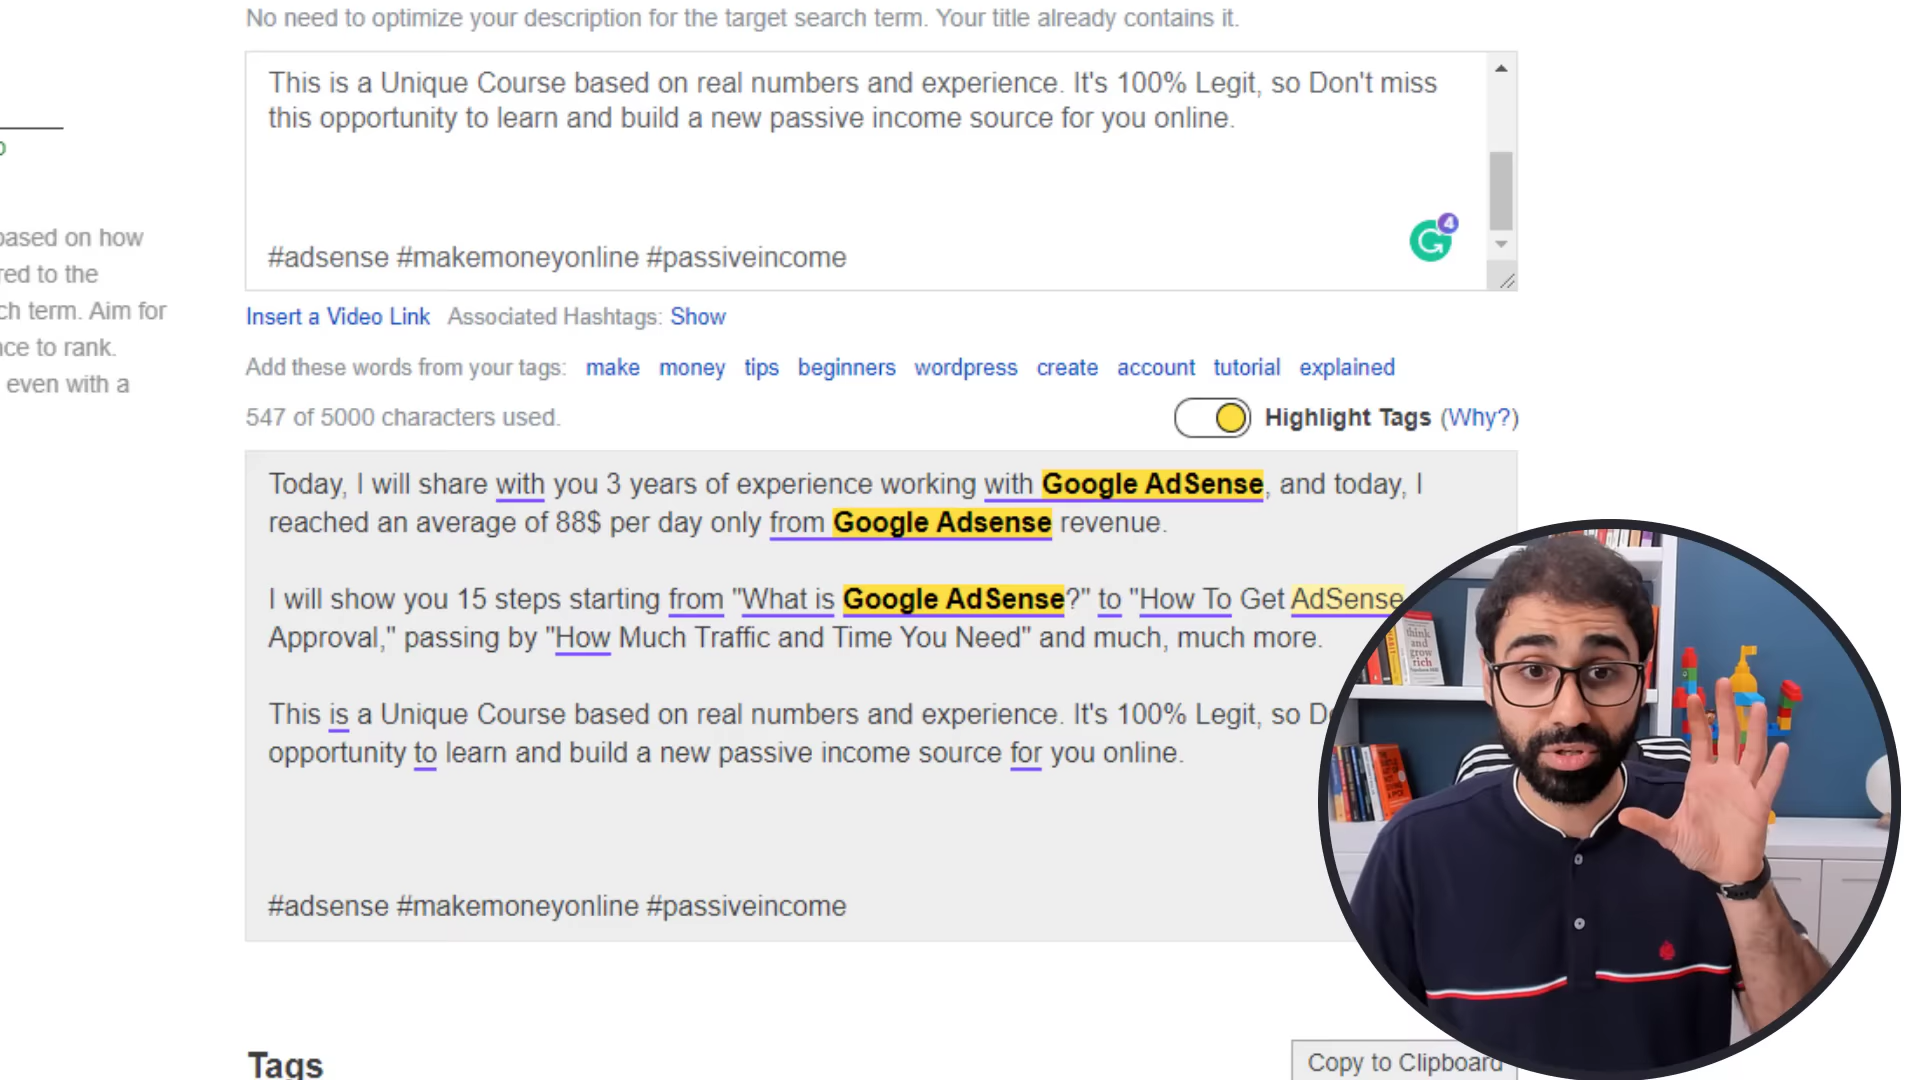 No need to optimize your description for the target search term. Your title already contains it.
This is a Unique Course based on real numbers and experience. It's 100% Legit, so Don't miss
this opportunity to learn and build a new passive income source for you online.
4
#adsense #makemoneyonline #passiveincome
based on how
red to the
ch term. Aim for
nce to rank.
even with a
Insert a Video Link Associated Hashtags: Show
Add these words from your tags: make money tips beginners wordpress create account tutorial explained
547 of 5000 characters used.
Highlight Tags (Why?)
Today, I will share with you 3 years of experience working with Google AdSense, and today, I
reached an average of 88$ per day only from Google Adsense revenue.
I will show you 15 steps starting from "What is Google AdSense?" to "How To Get AdSense
Approval," passing by "How Much Traffic and Time You Need" and much, much more.
This is a Unique Course based on real numbers and experience. It's 100% Legit, so D
opportunity to learn and build a new passive income source for you online.
#adsense #makemoneyonline #passiveincome
think
and
grow
rich
Tags
Copy to Clipboard